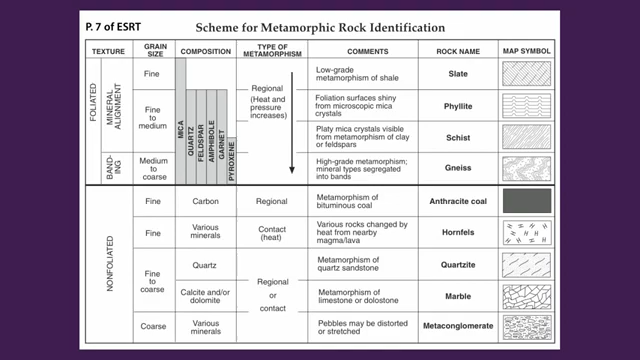 P. 7 of ESRT
Scheme for Metamorphic Rock Identification
TEXTURE
GRAIN
SIZE
COMPOSITION
TYPE OF
METAMORPHISM
COMMENTS
ROCK NAME
MAP SYMBOL
FOLIATED
MINERAL
ALIGNMENT
BAND-
ING
Fine
Fine
to
medium
Medium
to
coarse
MICA
QUARTZ
FELDSPAR
AMPHIBOLE
GARNET
PYROXENE
Regional
(Heat and
pressure
increases)
Low-grade
metamorphism of shale
Slate
Foliation surfaces shiny
from microscopic mica
crystals
Phyllite
Platy mica crystals visible
from metamorphism of clay
or feldspars
Schist
High-grade metamorphism;
mineral types segregated
into bands
Gneiss
NONFOLIATED
Fine
Carbon
Regional
Metamorphism of
bituminous coal
Anthracite coal
Fine
Various
minerals
Contact
(heat)
Various rocks changed by
heat from nearby
magma/lava
Hornfels
Fine
to
coarse
Quartz
Regional
or
contact
Metamorphism of
quartz sandstone
Quartzite
Calcite and/or
dolomite
Metamorphism of
limestone or dolostone
Marble
Coarse
Various
minerals
Pebbles may be distorted
or stretched
Metaconglomerate